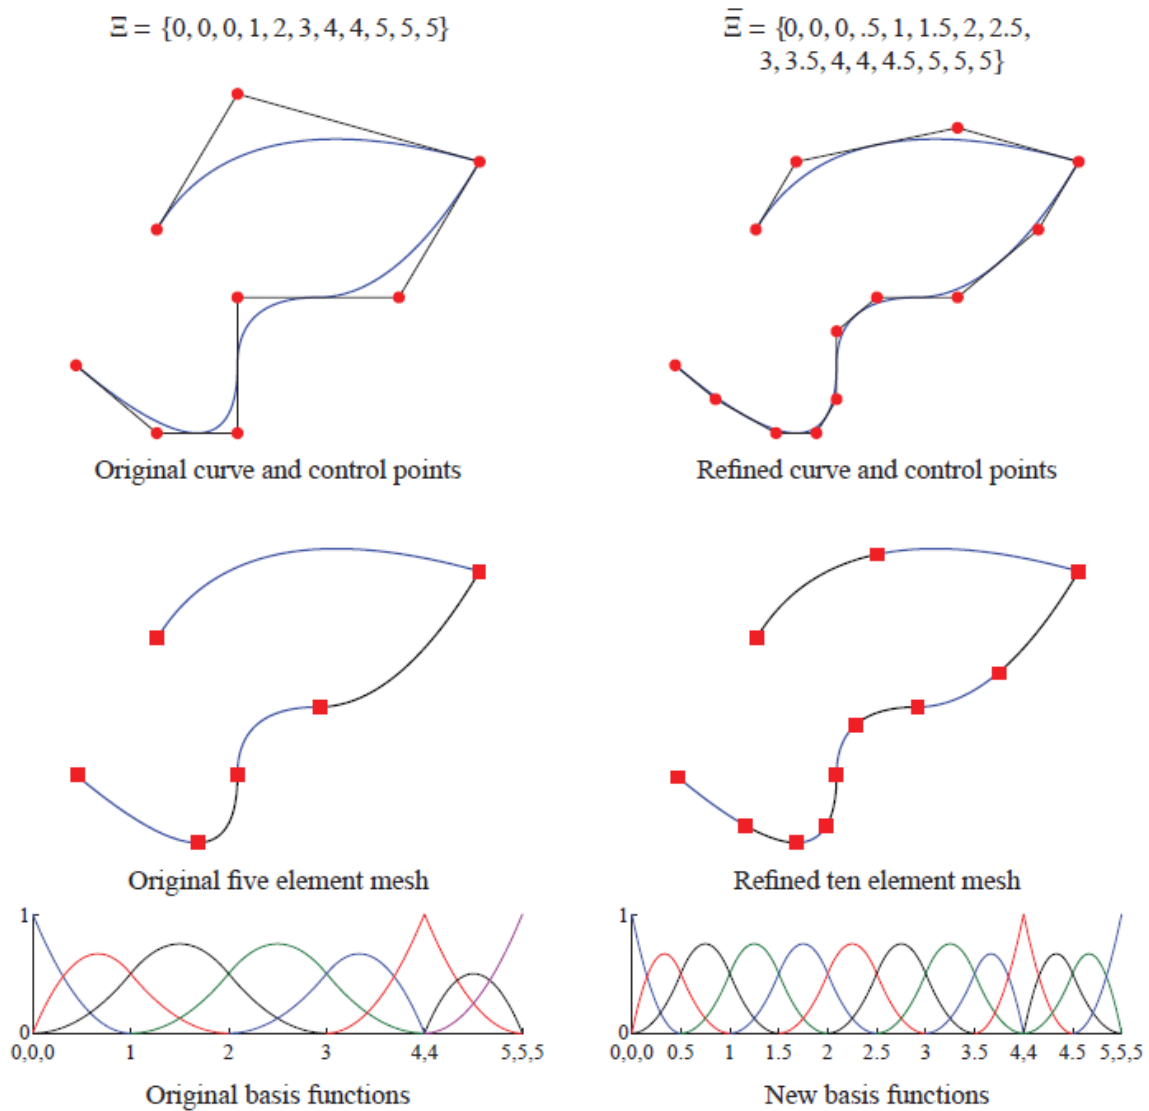 Ξ = {0, 0, 0, 1, 2, 3, 4, 4, 5, 5, 5}
Ξ̄ = {0, 0, 0, .5, 1, 1.5, 2, 2.5,
3, 3.5, 4, 4, 4.5, 5, 5, 5}
Original curve and control points
Refined curve and control points
Original five element mesh
Refined ten element mesh
1
0
0,0,0 1 2 3 4,4 5,5,5
Original basis functions
1
0
0,0,0 0.5 1 1.5 2 2.5 3 3.5 4,4 4.5 5,5,5
New basis functions